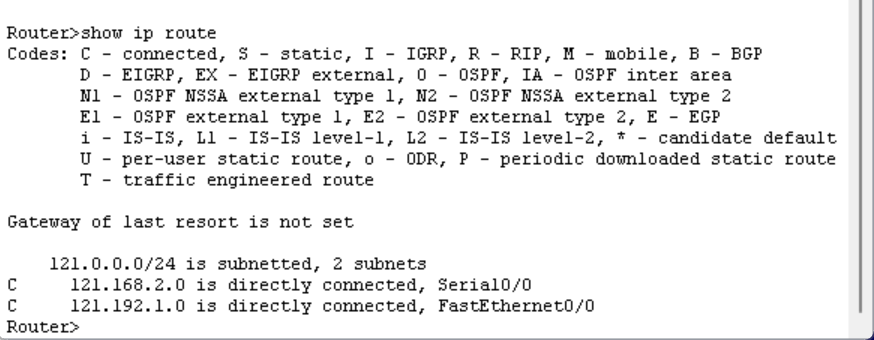 Router>show ip route
Codes: C - connected, S - static, I - IGRP, R - RIP, M - mobile, B - BGP
D - EIGRP, EX - EIGRP external, O - OSPF, IA - OSPF inter area
N1 - OSPF NSSA external type 1, N2 - OSPF NSSA external type 2
E1 - OSPF external type 1, E2 - OSPF external type 2, E - EGP
i - IS-IS, L1 - IS-IS level-1, L2 - IS-IS level-2, * - candidate default
U - per-user static route, o - ODR, P - periodic downloaded static route
T - traffic engineered route
Gateway of last resort is not set
121.0.0.0/24 is subnetted, 2 subnets
C 121.168.2.0 is directly connected, Serial0/0
C 121.192.1.0 is directly connected, FastEthernet0/0
Router>